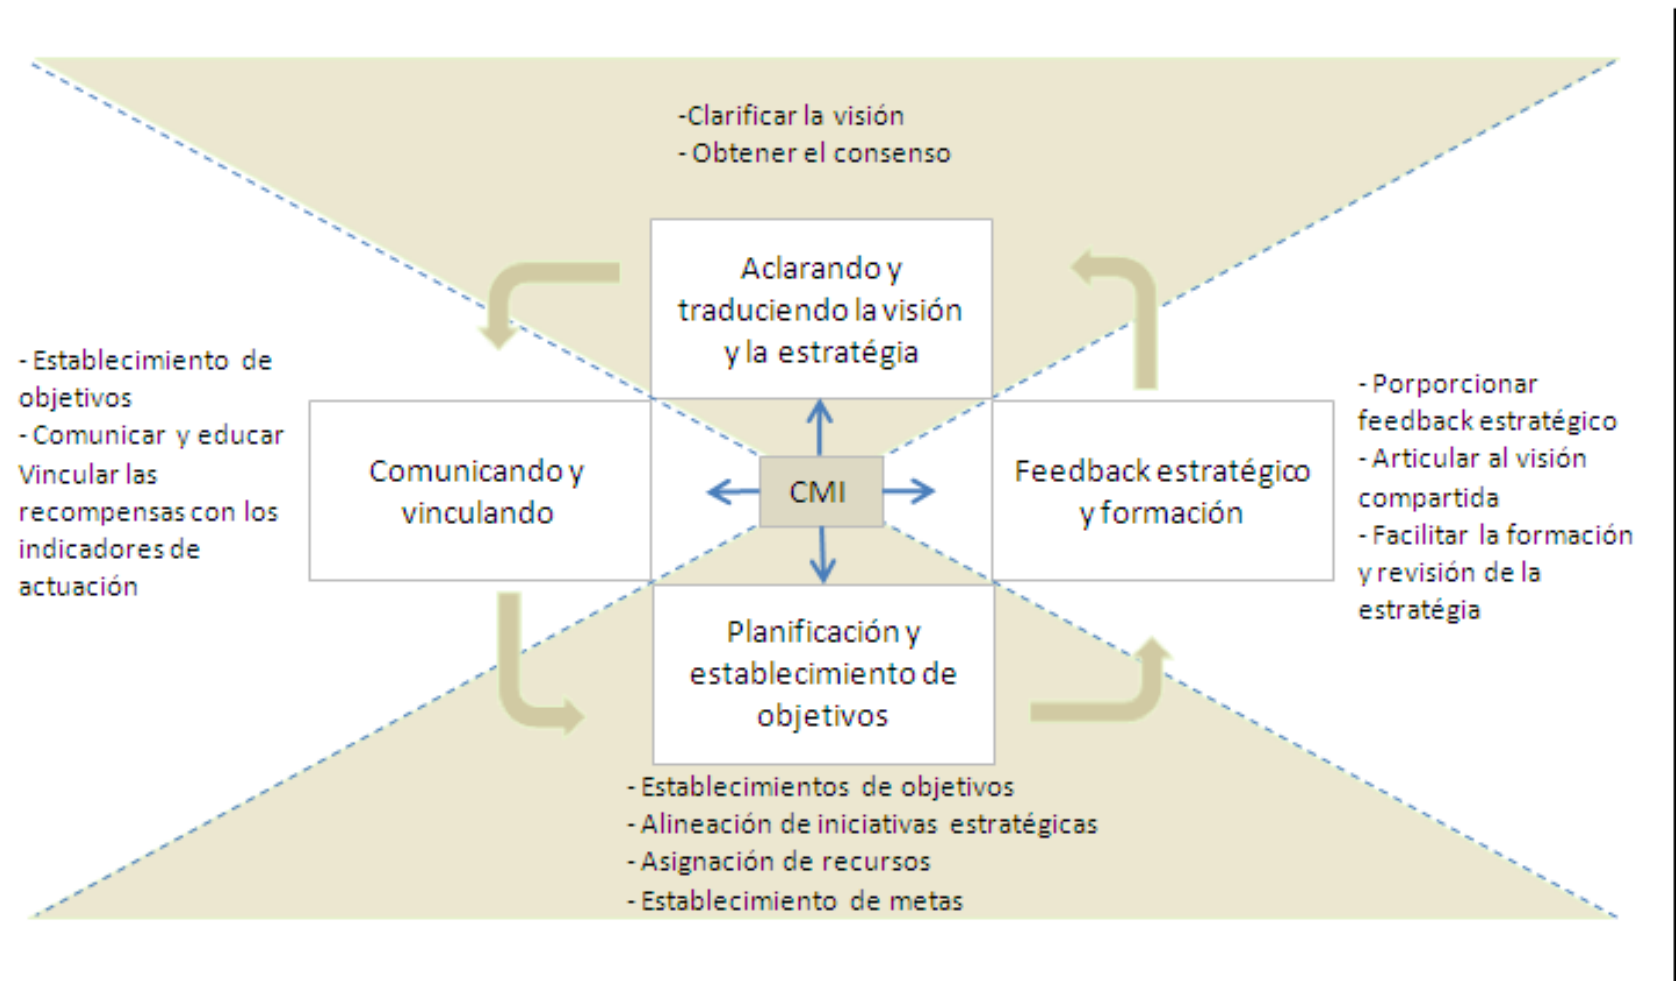 -Clarificar la visión
- Obtener el consenso
Aclarando y
traduciendo la visión
y la estratégia
- Establecimiento de
objetivos
- Comunicar y educar
Vincular las
recompensas con los
indicadores de
actuación
Comunicando y
vinculando
CMI
Feedback estratégico
y formación
- Porporcionar
feedback estratégico
- Articular al visión
compartida
- Facilitar la formación
y revisión de la
estratégia
Planificación y
establecimiento de
objetivos
- Establecimientos de objetivos
- Alineación de iniciativas estratégicas
- Asignación de recursos
- Establecimiento de metas